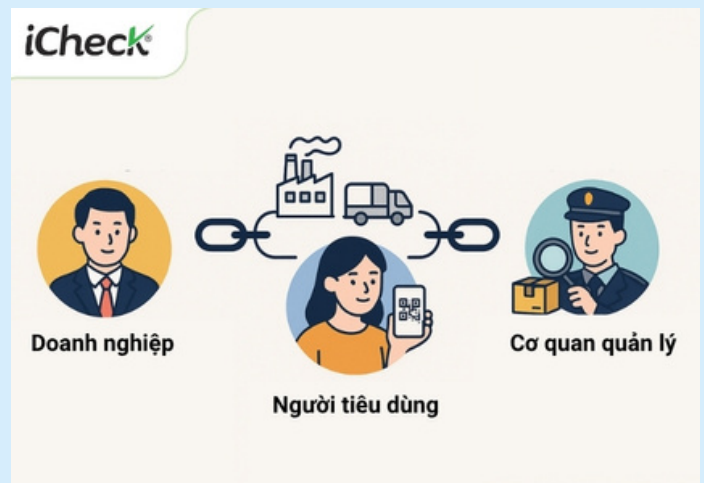 iCheck®
Doanh nghiệp
Người tiêu dùng
Cơ quan quản lý